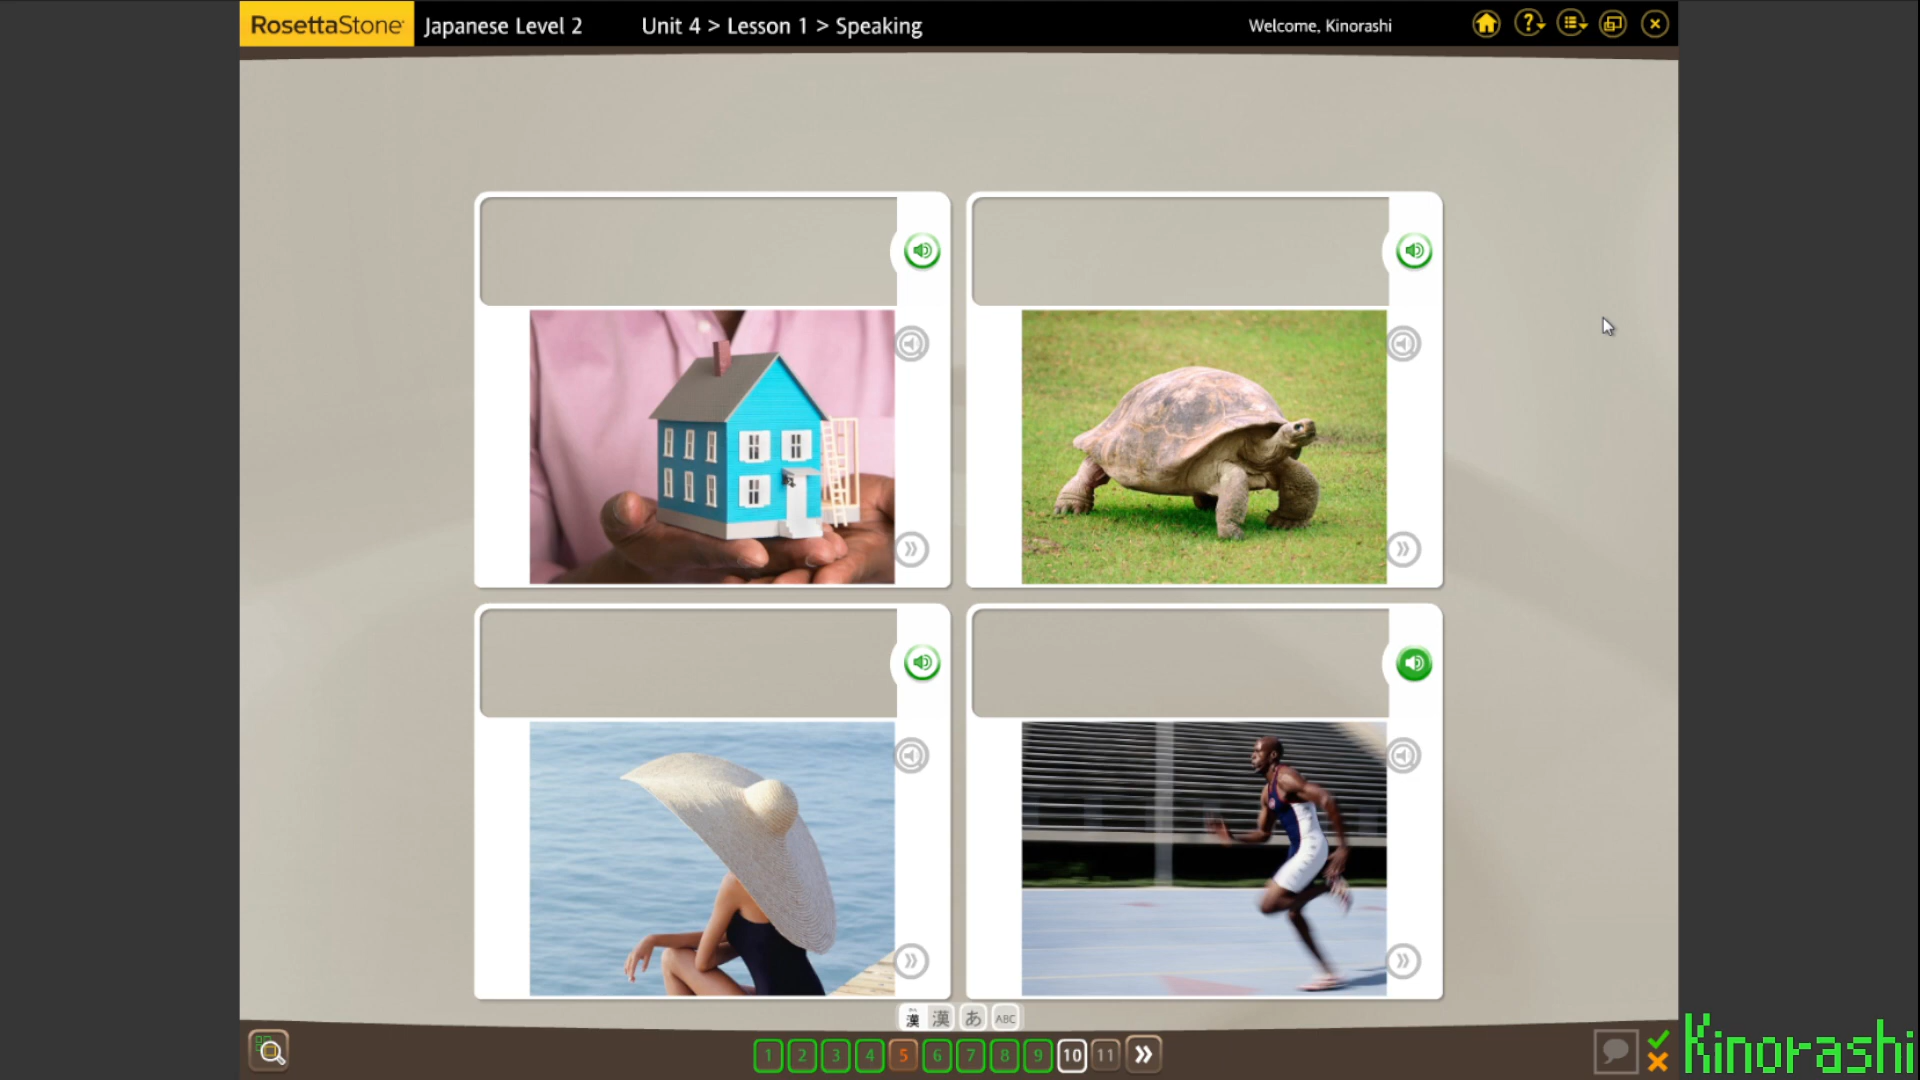 RosettaStone Japanese Level 2 Unit 4 > Lesson 1 > Speaking Welcome, Kinorashi
漢 漢 あ ABC
1 2 3 4 5 6 7 8 9 10 11
Kinorashi